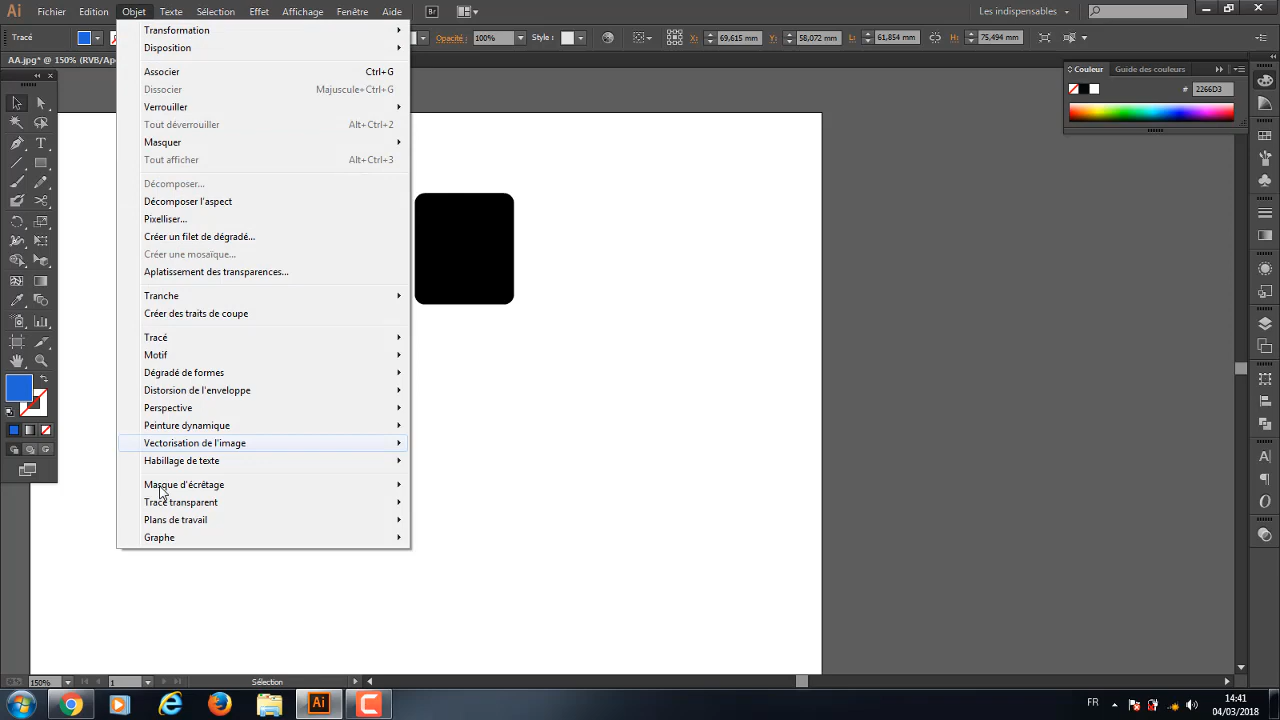 Ai Fichier Edition Objet Texte Sélection Effet Affichage Fenêtre Aide Br Les indispensables
Tracé Opacité : 100% Style : X: 69,615 mm Y: 58,072 mm L: 61,854 mm H: 75,494 mm
AA.jpg* @ 150% (RVB/Ap
Transformation
Disposition
Associer Ctrl+G
Dissocier Majuscule+Ctrl+G
Verrouiller
Tout déverrouiller Alt+Ctrl+2
Masquer
Tout afficher Alt+Ctrl+3
Décomposer...
Décomposer l'aspect
Pixelliser...
Créer un filet de dégradé...
Créer une mosaïque...
Aplatissement des transparences...
Tranche
Créer des traits de coupe
Tracé
Motif
Dégradé de formes
Distorsion de l'enveloppe
Perspective
Peinture dynamique
Vectorisation de l'image
Habillage de texte
Masque d'écrêtage
Tracé transparent
Plans de travail
Graphe
Couleur Guide des couleurs
# 2266D3
150% 1 Sélection
Ai FR 14:41
04/03/2018